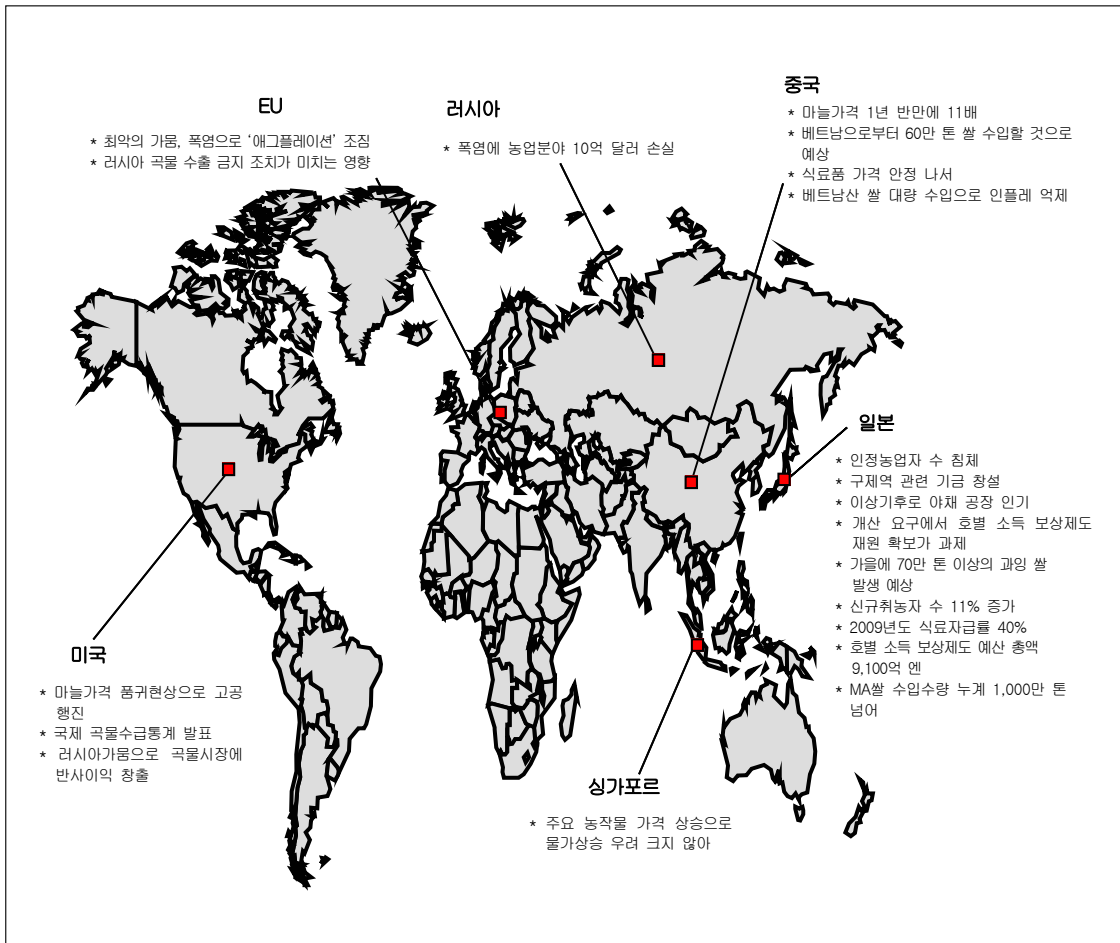 EU
* 최악의 가뭄, 폭염으로 ‘애그플레이션’ 조짐
* 러시아 곡물 수출 금지 조치가 미치는 영향
러시아
* 폭염에 농업분야 10억 달러 손실
중국
* 마늘가격 1년 반만에 11배
* 베트남으로부터 60만 톤 쌀 수입할 것으로
예상
* 식료품 가격 안정 나서
* 베트남산 쌀 대량 수입으로 인플레 억제
일본
* 인정농업자 수 침체
* 구제역 관련 기금 창설
* 이상기후로 야채 공장 인기
* 개산 요구에서 호별 소득 보상제도
재원 확보가 과제
* 가을에 70만 톤 이상의 과잉 쌀
발생 예상
* 신규취농자 수 11% 증가
* 2009년도 식료자급률 40%
* 호별 소득 보상제도 예산 총액
9,100억 엔
* MA쌀 수입수량 누계 1,000만 톤
넘어
미국
* 마늘가격 품귀현상으로 고공
행진
* 국제 곡물수급통계 발표
* 러시아가뭄으로 곡물시장에
반사이익 창출
싱가포르
* 주요 농작물 가격 상승으로
물가상승 우려 크지 않아